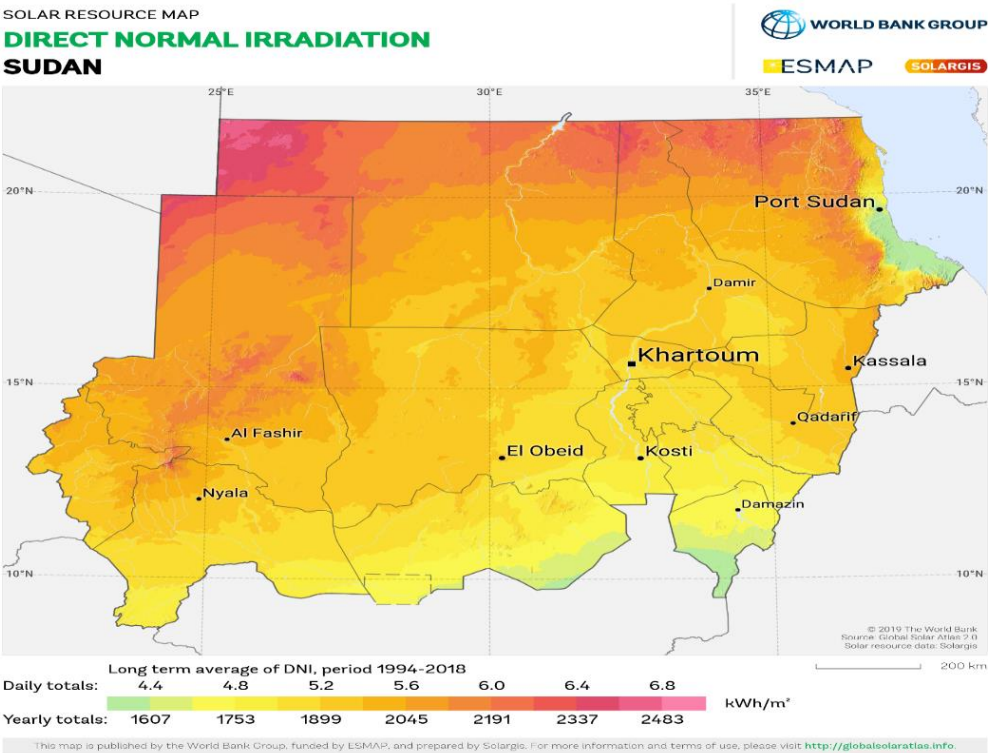 SOLAR RESOURCE MAP
DIRECT NORMAL IRRADIATION
SUDAN
WORLD BANK GROUP
ESMAP
SOLARGIS
25°E 30°E 35°E
20°N 20°N
Port Sudan
Damir
Khartoum
Kassala
15°N 15°N
Qadarif
Al Fashir
El Obeid
Kosti
Nyala
Damazin
10°N 10°N
© 2019 The World Bank
Source: Global Solar Atlas 2.0
Solar resource data: Solargis
200 km
Long term average of DNI, period 1994-2018
Daily totals: 4.4 4.8 5.2 5.6 6.0 6.4 6.8
kWh/m²
Yearly totals: 1607 1753 1899 2045 2191 2337 2483
This map is published by the World Bank Group, funded by ESMAP, and prepared by Solargis. For more information and terms of use, please visit http://globalsolaratlas.info.